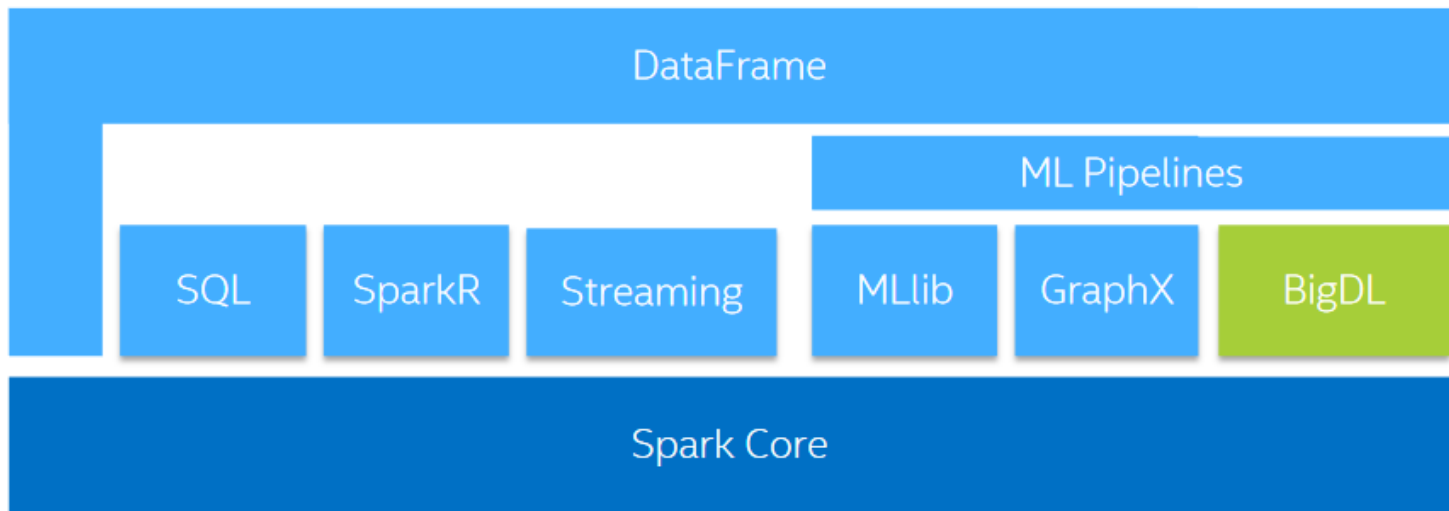 DataFrame
ML Pipelines
SQL
SparkR
Streaming
MLlib
GraphX
BigDL
Spark Core